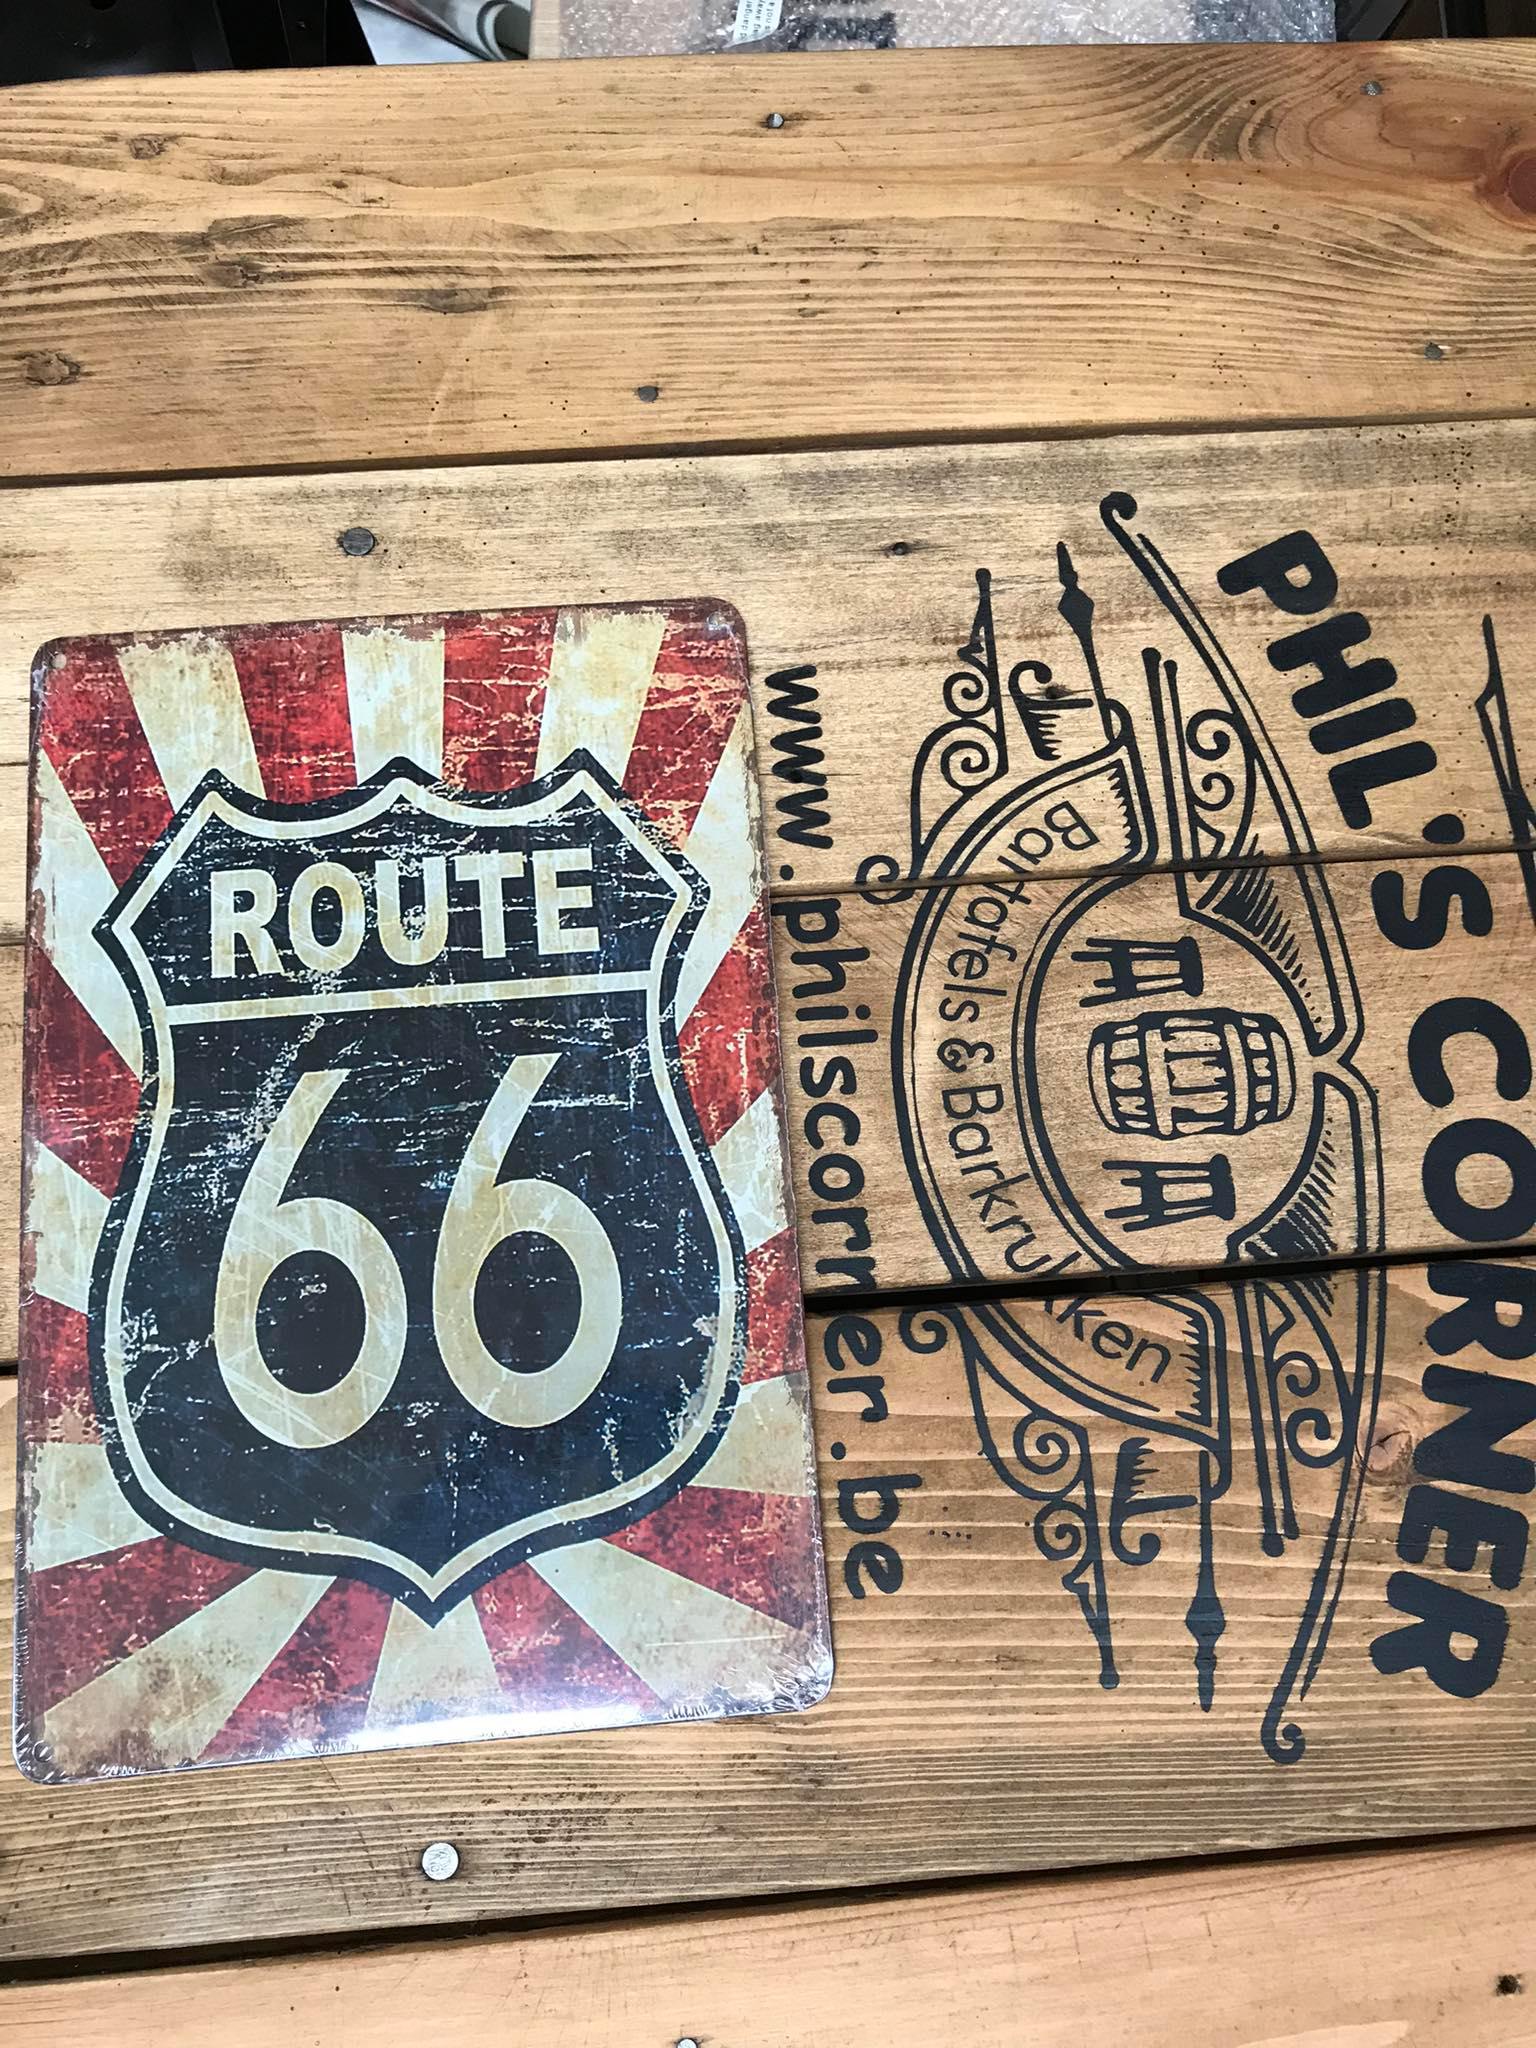 ROUTE
66
PHIL'S CORNER
Bartafels & Barkrukken
www.philscorner.be